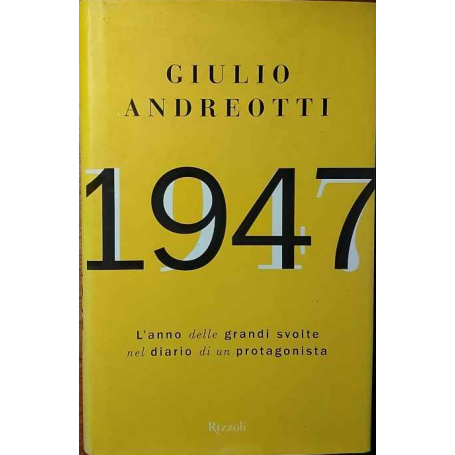 GIULIO
ANDREOTTI
1947
L'anno delle grandi svolte
nel diario di un protagonista
Rizzoli